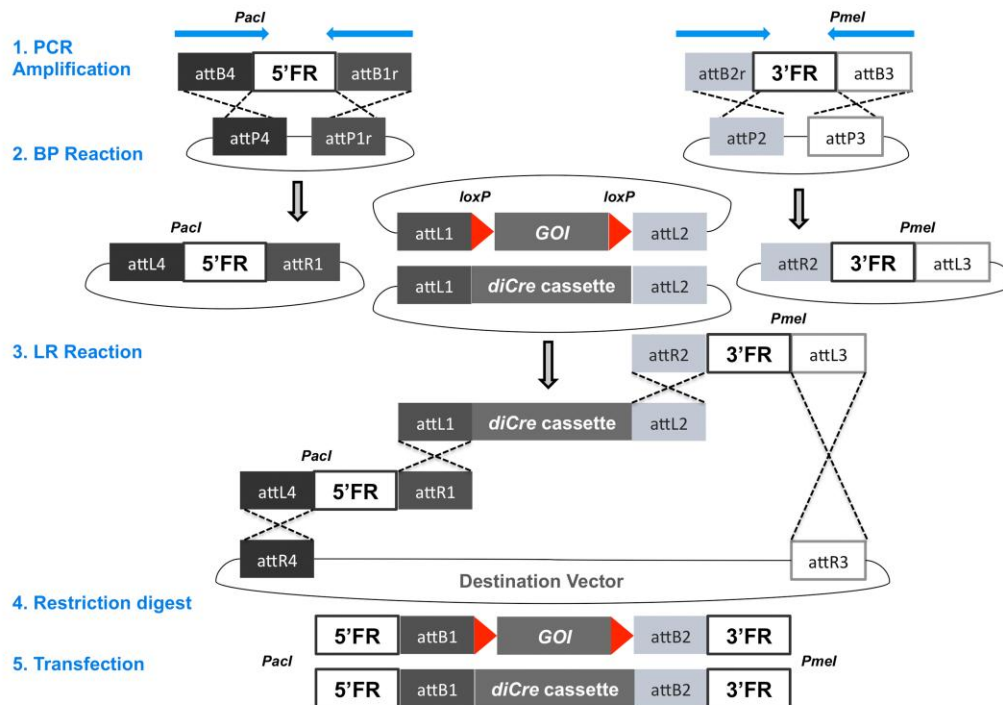 PacI
PmeI
1. PCR
Amplification
attB4 5'FR attB1r
attB2r 3'FR attB3
attP4 attP1r
attP2 attP3
2. BP Reaction
loxP loxP
PacI
PmeI
attL1 GOI attL2
attL4 5'FR attR1
attR2 3'FR attL3
attL1 diCre cassette attL2
PmeI
3. LR Reaction
attR2 3'FR attL3
attL1 diCre cassette attL2
PacI
attL4 5'FR attR1
attR4 attR3
Destination Vector
4. Restriction digest
5'FR attB1 GOI attB2 3'FR
5. Transfection
PacI PmeI
5'FR attB1 diCre cassette attB2 3'FR